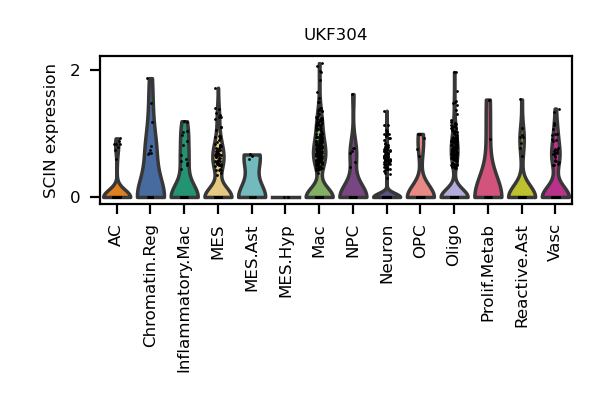 UKF304
SCIN expression
2
0
AC
Chromatin.Reg
Inflammatory.Mac
MES
MES.Ast
MES.Hyp
Mac
NPC
Neuron
OPC
Oligo
Prolif.Metab
Reactive.Ast
Vasc